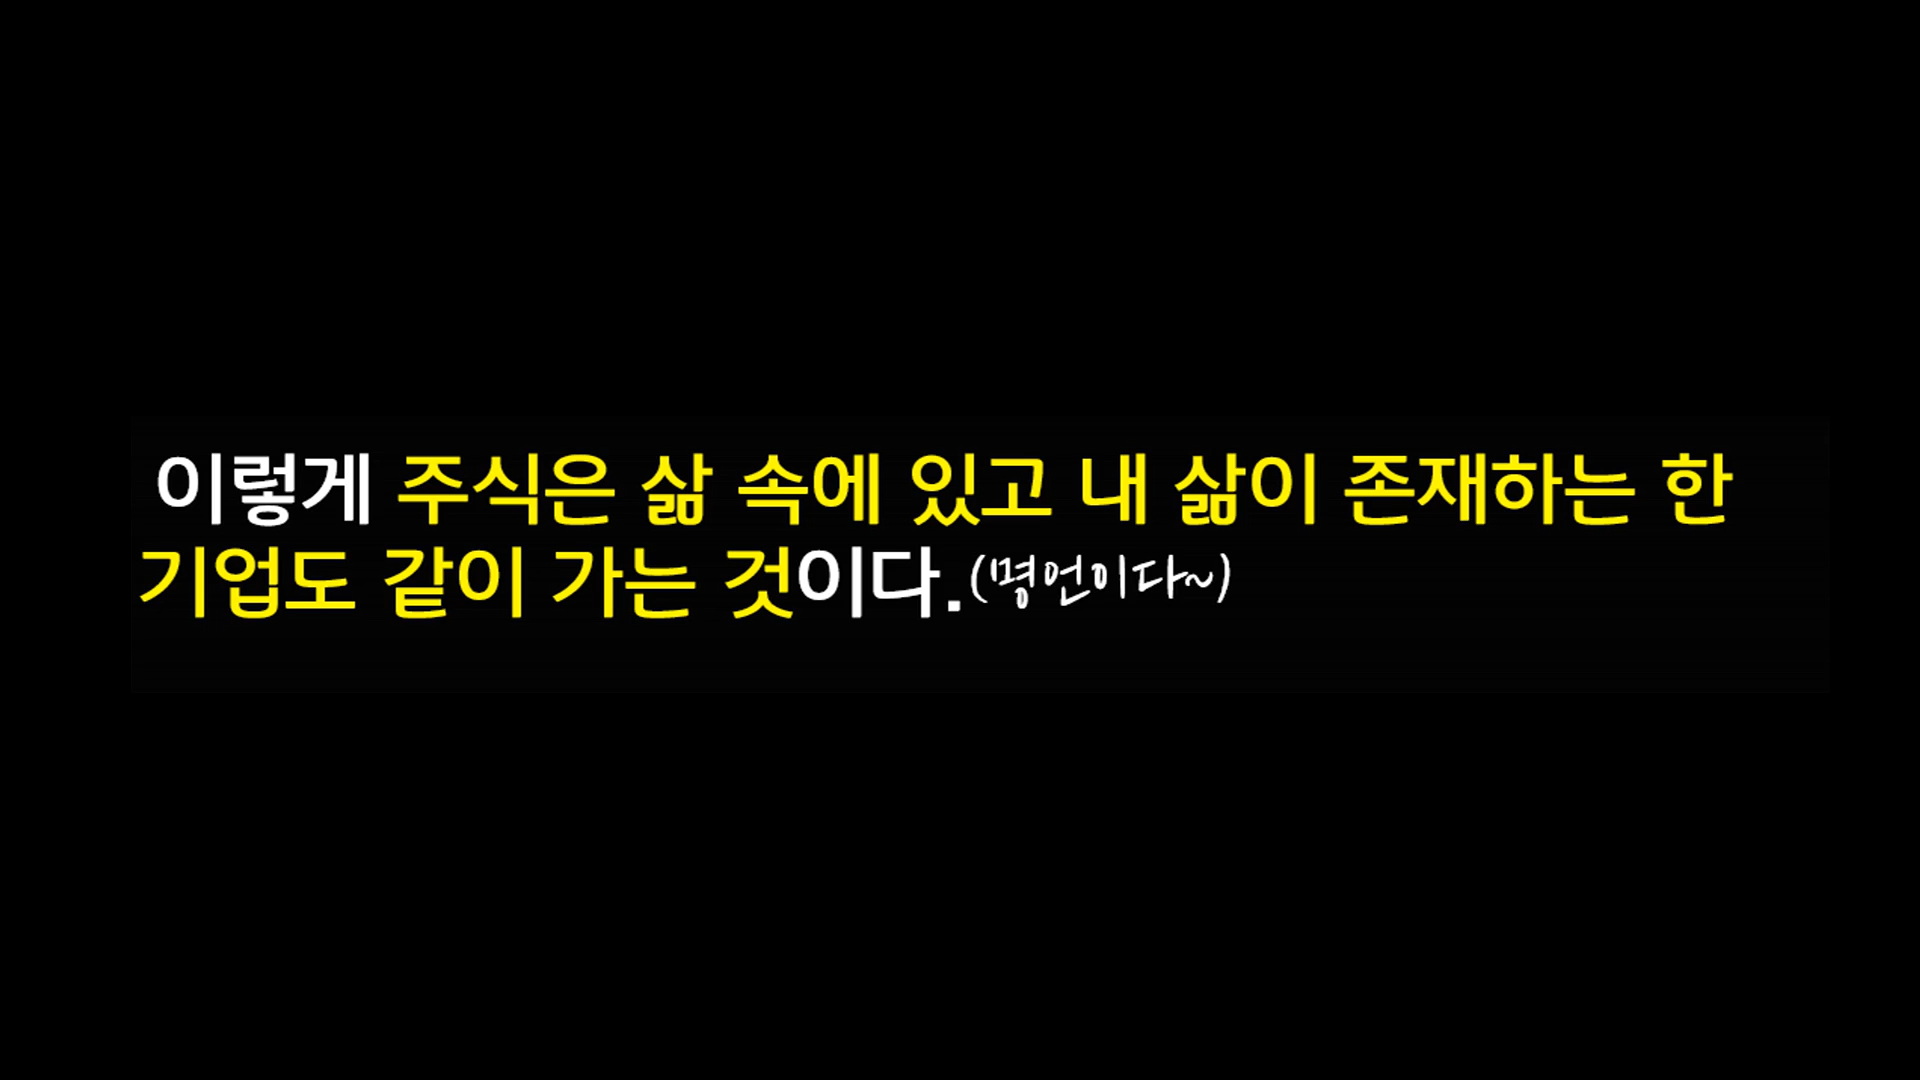 이렇게 주식은 삶 속에 있고 내 삶이 존재하는 한
기업도 같이 가는 것이다.(명언이다~)